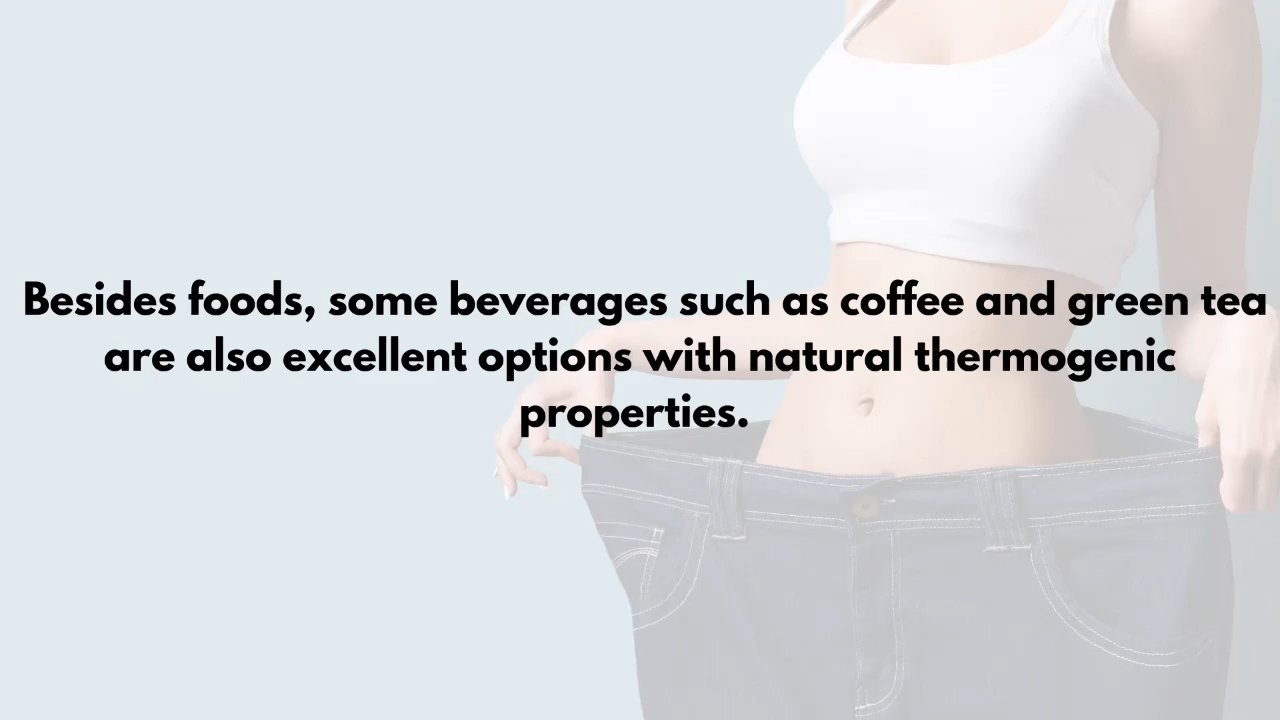 Besides foods, some beverages such as coffee and green tea
are also excellent options with natural thermogenic
properties.